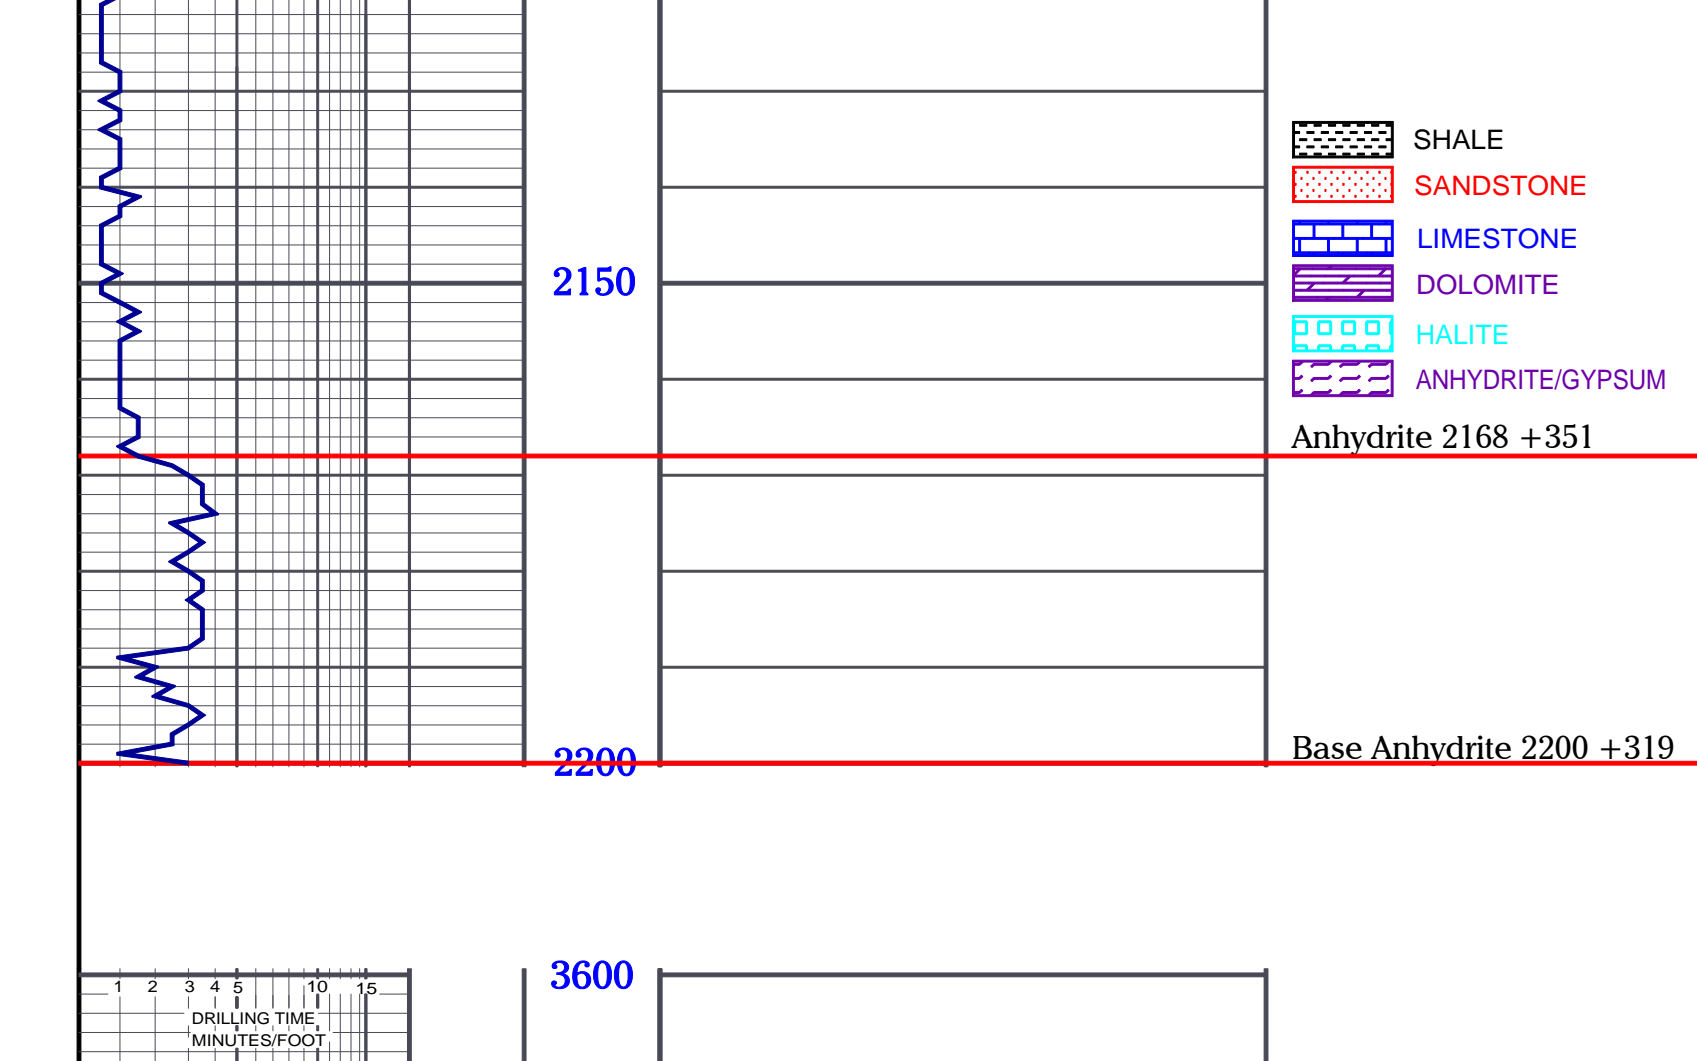 SHALE
SANDSTONE
LIMESTONE
2150
DOLOMITE
HALITE
ANHYDRITE/GYPSUM
Anhydrite 2168 +351
Base Anhydrite 2200 +319
2200
3600
1 2 3 4 5 10 15
DRILLING TIME
MINUTES/FOOT